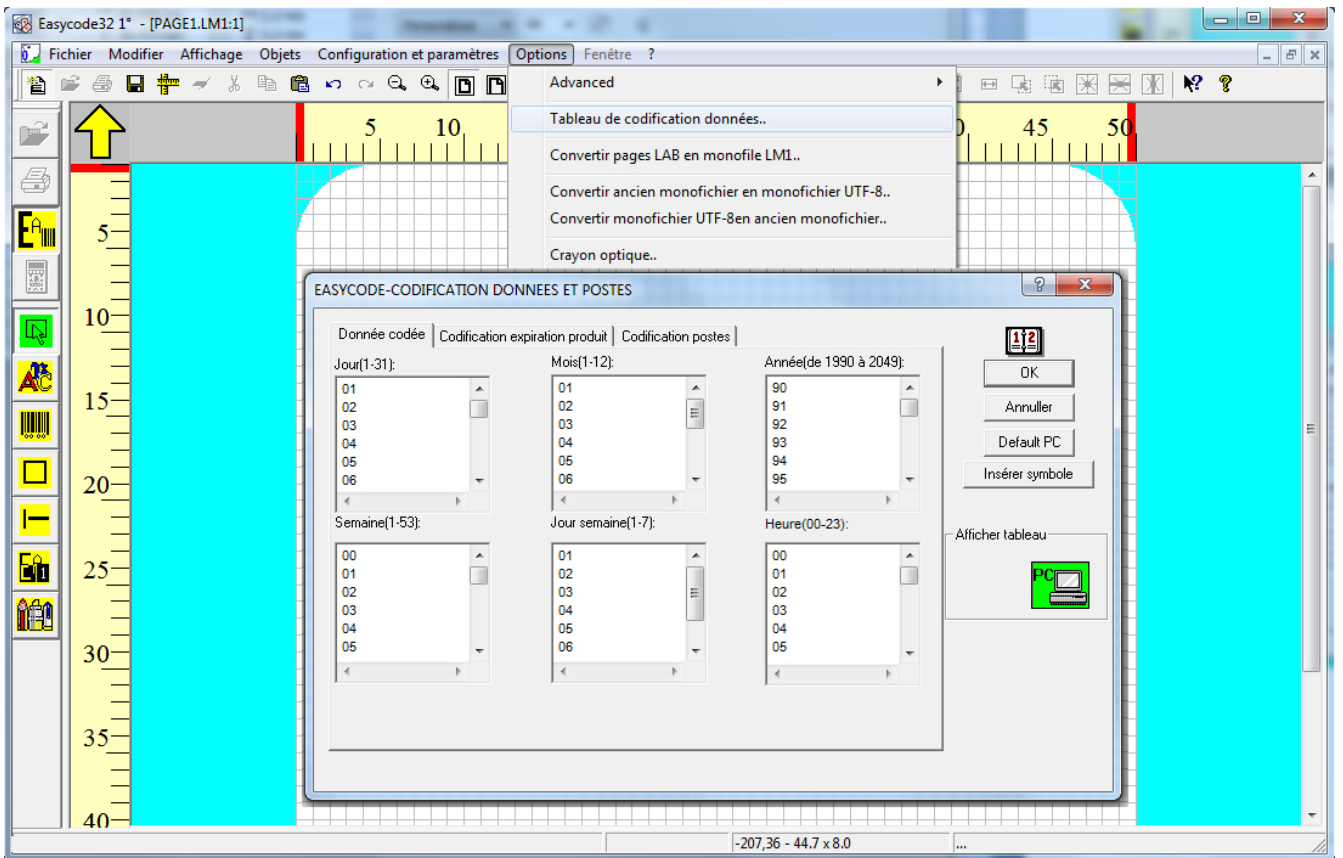 Easycode32 1° - [PAGE1.LM1:1]
Fichier Modifier Affichage Objets Configuration et paramètres Options Fenêtre ?
Advanced
Tableau de codification données..
Convertir pages LAB en monofile LM1..
Convertir ancien monofichier en monofichier UTF-8..
Convertir monofichier UTF-8en ancien monofichier..
Crayon optique..
5 10 45 50
5
10
15
20
25
30
35
40
EASYCODE-CODIFICATION DONNEES ET POSTES
Donnée codée Codification expiration produit Codification postes
Jour(1-31):
01
02
03
04
05
06
Mois(1-12):
01
02
03
04
05
06
Année(de 1990 à 2049):
90
91
92
93
94
95
Semaine(1-53):
00
01
02
03
04
05
Jour semaine(1-7):
01
02
03
04
05
06
Heure(00-23):
00
01
02
03
04
05
1 2
OK
Annuller
Default PC
Insérer symbole
Afficher tableau
PC
-207,36 - 44.7 x 8.0
...